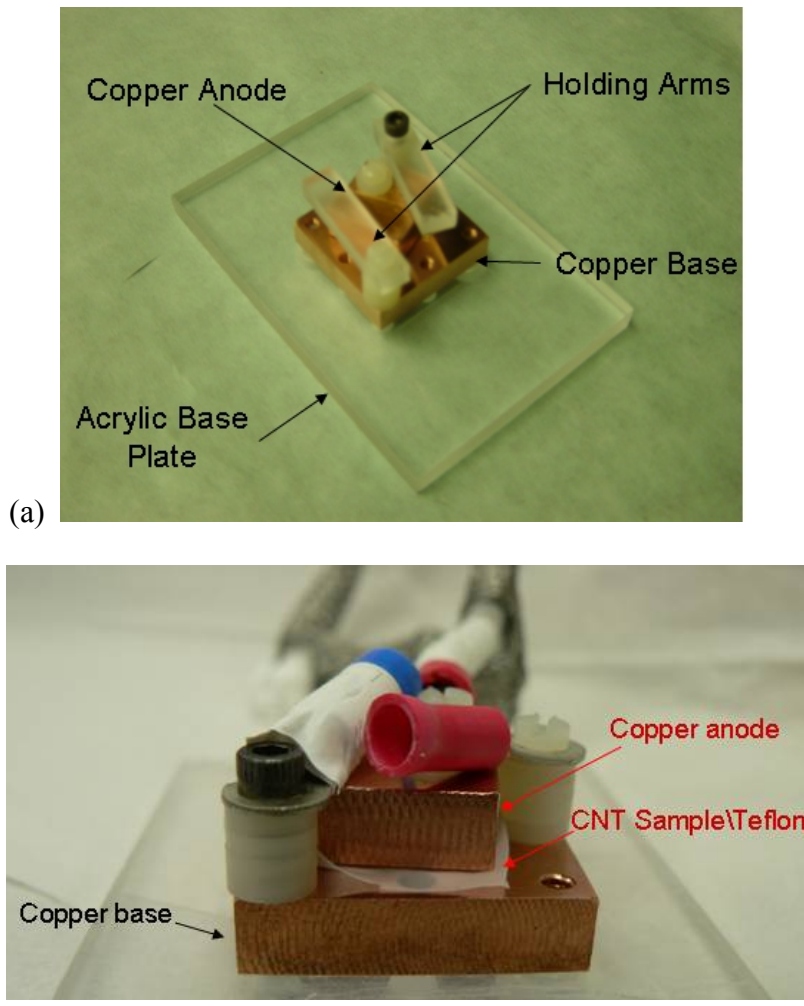 Copper Anode
Holding Arms
Copper Base
Acrylic Base
Plate
(a)
Copper anode
CNT Sample\Teflon
Copper base